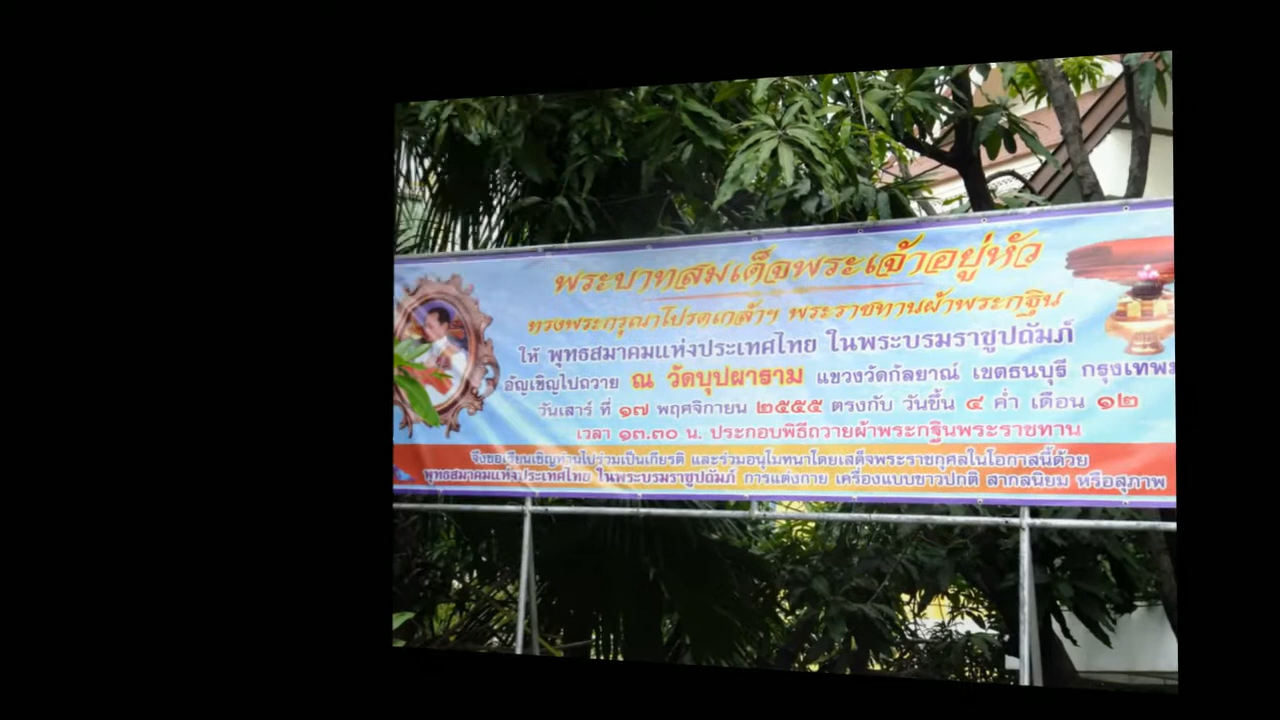 พระบาทสมเด็จพระเจ้าอยู่หัว
ทรงพระกรุณาโปรดเกล้าฯ พระราชทานผ้าพระกฐิน
ให้ พุทธสมาคมแห่งประเทศไทย ในพระบรมราชูปถัมภ์
อัญเชิญไปถวาย ณ วัดบุปผาราม แขวงวัดกัลยาณ์ เขตธนบุรี กรุงเทพ
วันเสาร์ ที่ ๑๗ พฤศจิกายน ๒๕๕๕ ตรงกับ วันขึ้น ๔ ค่ำ เดือน ๑๒
เวลา ๑๓.๓๐ น. ประกอบพิธีถวายผ้าพระกฐินพระราชทาน
จึงขอเรียนเชิญท่านไปร่วมเป็นเกียรติ และร่วมอนุโมทนาโดยเสด็จพระราชกุศลในโอกาสนี้ด้วย
พุทธสมาคมแห่งประเทศไทย ในพระบรมราชูปถัมภ์ การแต่งกาย เครื่องแบบขาวปกติ สากลนิยม หรือสุภาพ